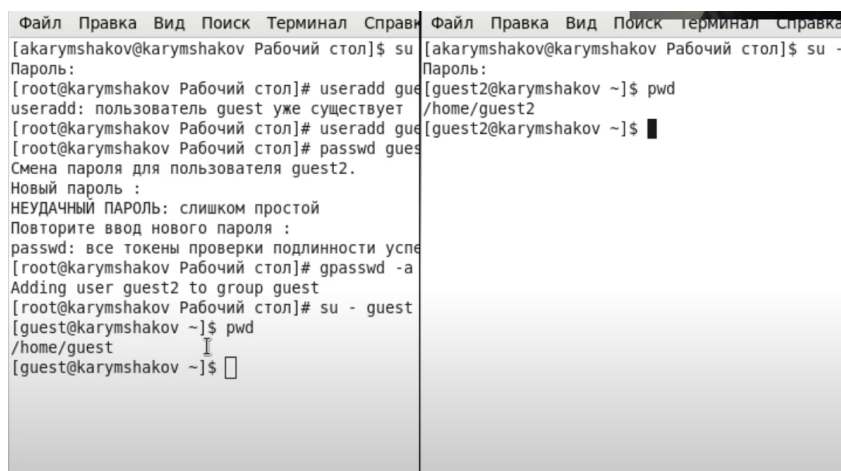 Файл Правка Вид Поиск Терминал Справк
[akarymshakov@karymshakov Рабочий стол]$ su
Пароль:
[root@karymshakov Рабочий стол]# useradd gue
useradd: пользователь guest уже существует
[root@karymshakov Рабочий стол]# useradd gue
[root@karymshakov Рабочий стол]# passwd gues
Смена пароля для пользователя guest2.
Новый пароль :
НЕУДАЧНЫЙ ПАРОЛЬ: слишком простой
Повторите ввод нового пароля :
passwd: все токены проверки подлинности успе
[root@karymshakov Рабочий стол]# gpasswd -a
Adding user guest2 to group guest
[root@karymshakov Рабочий стол]# su - guest
[guest@karymshakov ~]$ pwd
/home/guest
[guest@karymshakov ~]$
Файл Правка Вид Поиск Терминал Справка
[akarymshakov@karymshakov Рабочий стол]$ su -
Пароль:
[guest2@karymshakov ~]$ pwd
/home/guest2
[guest2@karymshakov ~]$